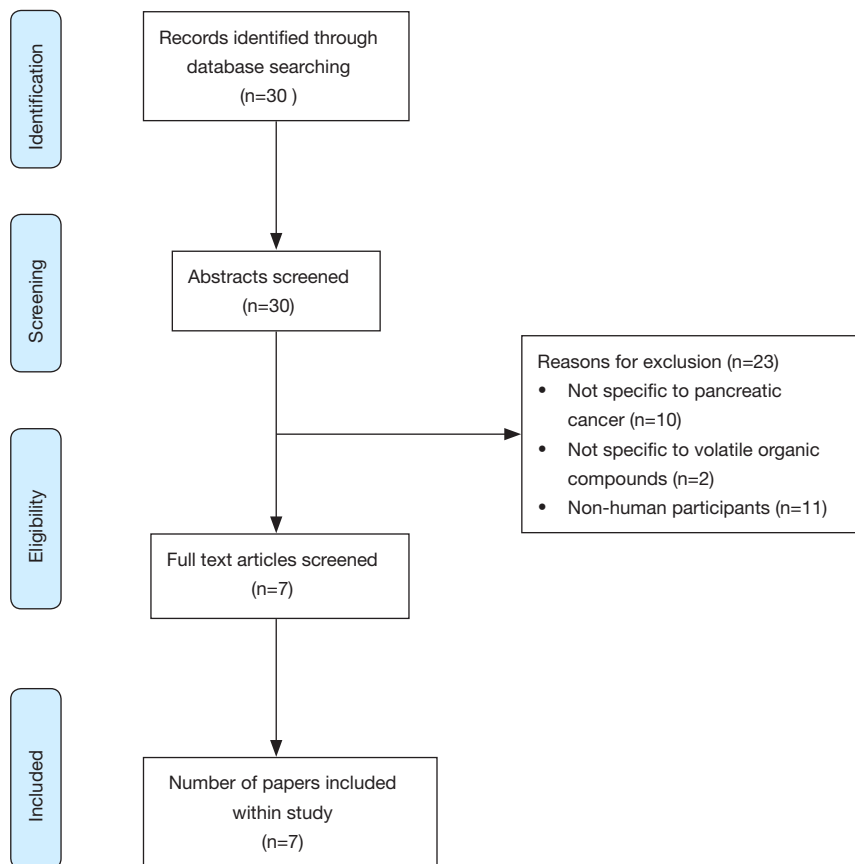 Identification
Records identified through
database searching
(n=30 )
Screening
Abstracts screened
(n=30)
Reasons for exclusion (n=23)
• Not specific to pancreatic
cancer (n=10)
• Not specific to volatile organic
compounds (n=2)
• Non-human participants (n=11)
Eligibility
Full text articles screened
(n=7)
Included
Number of papers included
within study
(n=7)